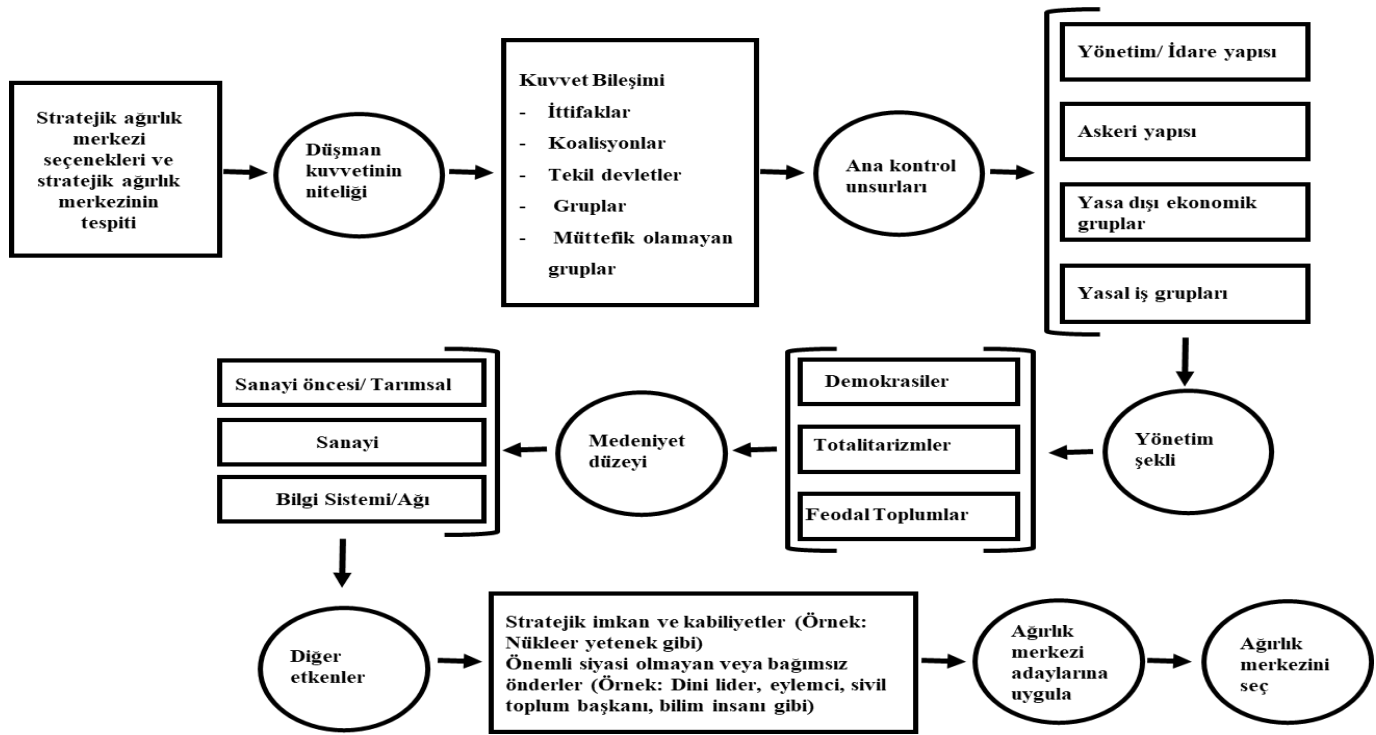 Stratejik ağırlık
merkezi
seçenekleri ve
stratejik ağırlık
merkezinin
tespiti
Düşman
kuvvetinin
niteliği
Kuvvet Bileşimi
- İttifaklar
- Koalisyonlar
- Tekil devletler
- Gruplar
- Müttefik olamayan
gruplar
Ana kontrol
unsurları
Yönetim/ İdare yapısı
Askeri yapısı
Yasa dışı ekonomik
gruplar
Yasal iş grupları
Yönetim
şekli
Demokrasiler
Totalitarizmler
Feodal Toplumlar
Medeniyet
düzeyi
Sanayi öncesi/ Tarımsal
Sanayi
Bilgi Sistemi/Ağı
Diğer
etkenler
Stratejik imkan ve kabiliyetler (Örnek:
Nükleer yetenek gibi)
Önemli siyasi olmayan veya bağımsız
önderler (Örnek: Dini lider, eylemci, sivil
toplum başkanı, bilim insanı gibi)
Ağırlık
merkezi
adaylarına
uygula
Ağırlık
merkezini
seç